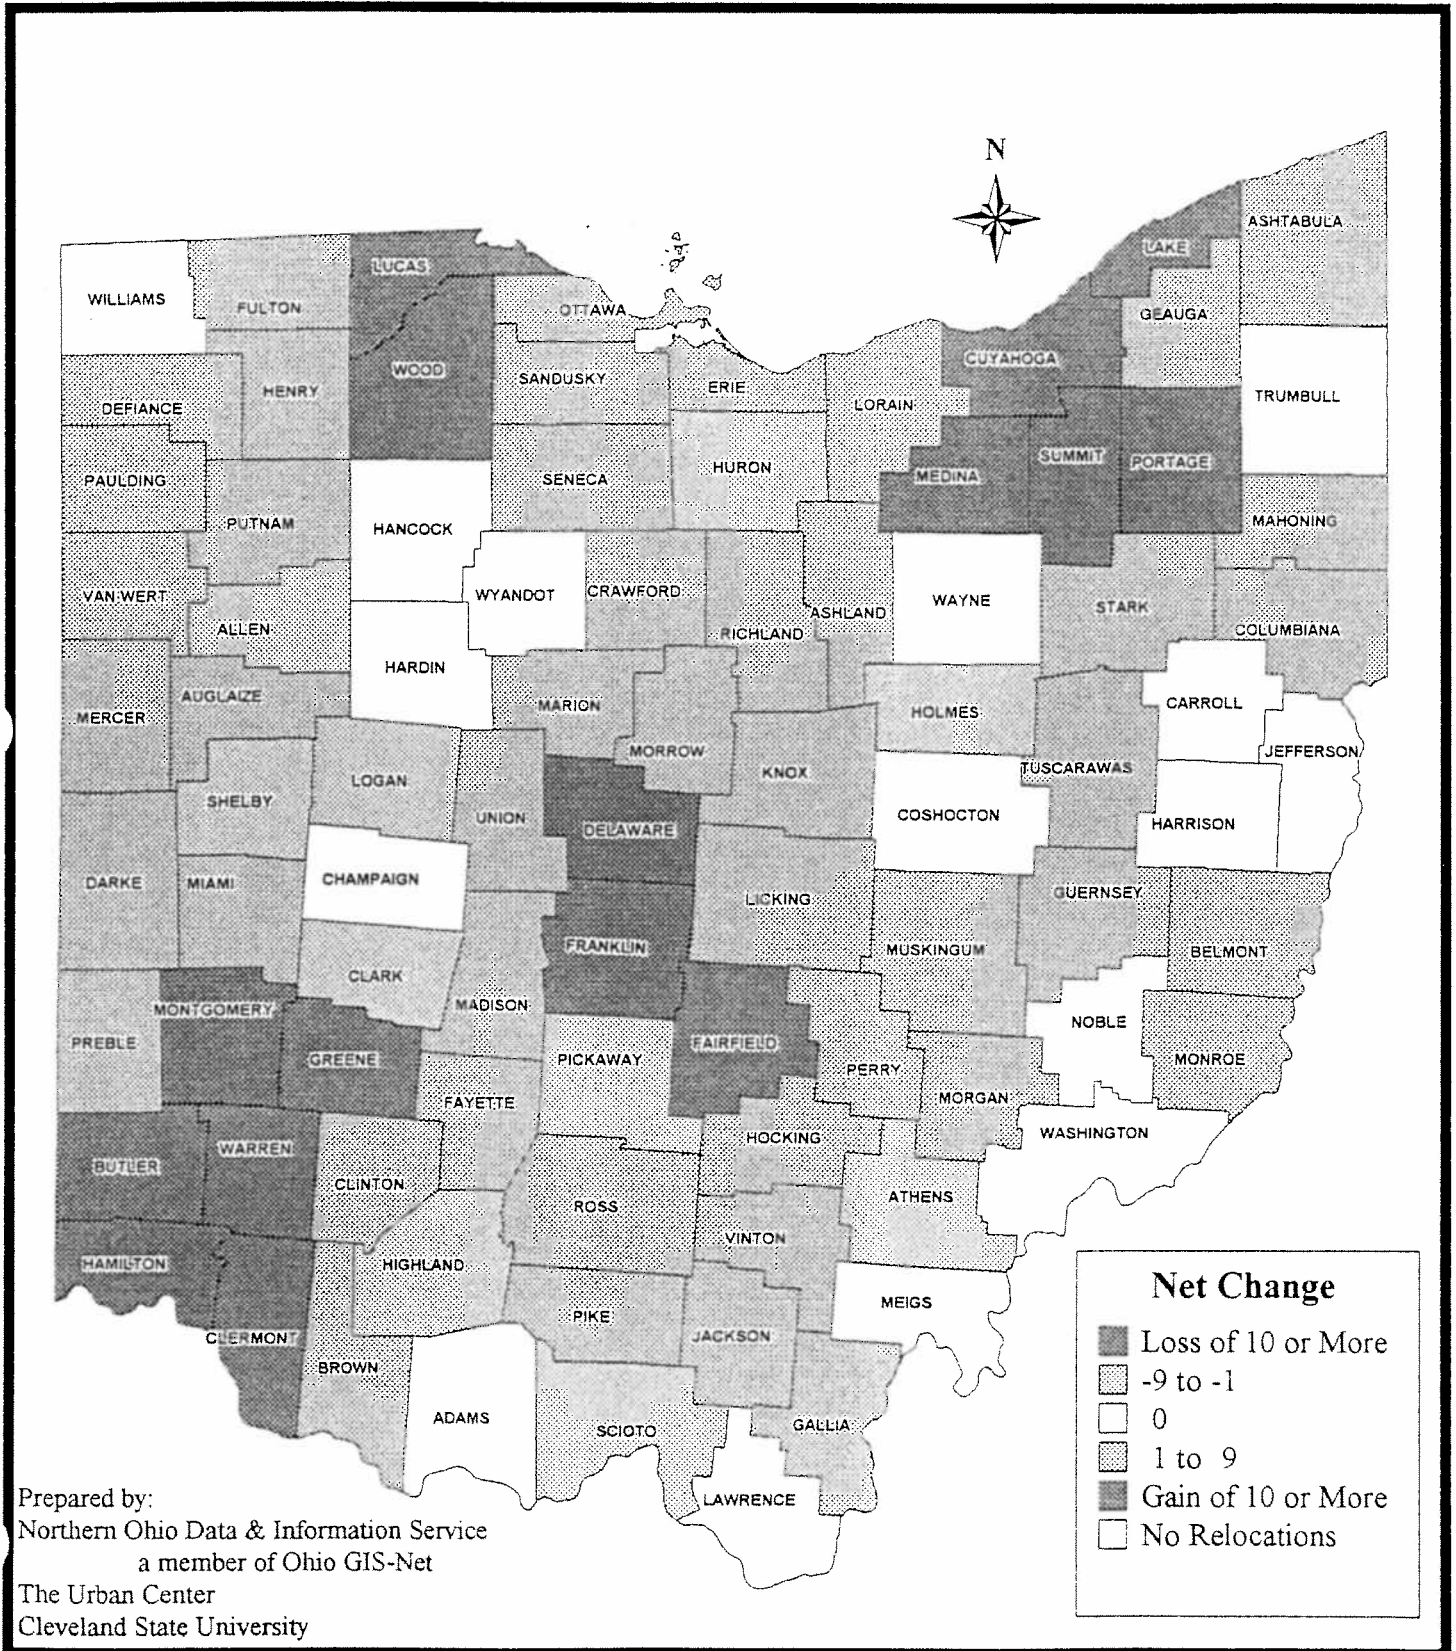 N
ASHTABULA
LAKE
LUCAS
WILLIAMS
FULTON
OTTAWA
GEAUGA
CUYAHOGA
WOOD
SANDUSKY
ERIE
HENRY
TRUMBULL
DEFIANCE
LORAIN
SUMMIT
PORTAGE
HURON
MEDINA
SENECA
PAULDING
PUTNAM
MAHONING
HANCOCK
CRAWFORD
WYANDOT
VAN WERT
WAYNE
STARK
ASHLAND
ALLEN
RICHLAND
COLUMBIANA
HARDIN
AUGLAIZE
CARROLL
MARION
HOLMES
MERCER
MORROW
JEFFERSON
TUSCARAWAS
KNOX
LOGAN
SHELBY
COSHOCTON
UNION
HARRISON
DELAWARE
CHAMPAIGN
DARKE
MIAMI
GUERNSEY
LICKING
FRANKLIN
MUSKINGUM
BELMONT
CLARK
MADISON
MONTGOMERY
NOBLE
PREBLE
FAIRFIELD
GREENE
PICKAWAY
MONROE
PERRY
FAYETTE
MORGAN
WASHINGTON
HOCKING
WARREN
BUTLER
CLINTON
ATHENS
ROSS
VINTON
HAMILTON
HIGHLAND
MEIGS
PIKE
CLERMONT
JACKSON
BROWN
ADAMS
SCIOTO
GALLIA
LAWRENCE
Net Change
Loss of 10 or More
-9 to -1
0
1 to 9
Gain of 10 or More
No Relocations
Prepared by:
Northern Ohio Data & Information Service
a member of Ohio GIS-Net
The Urban Center
Cleveland State University